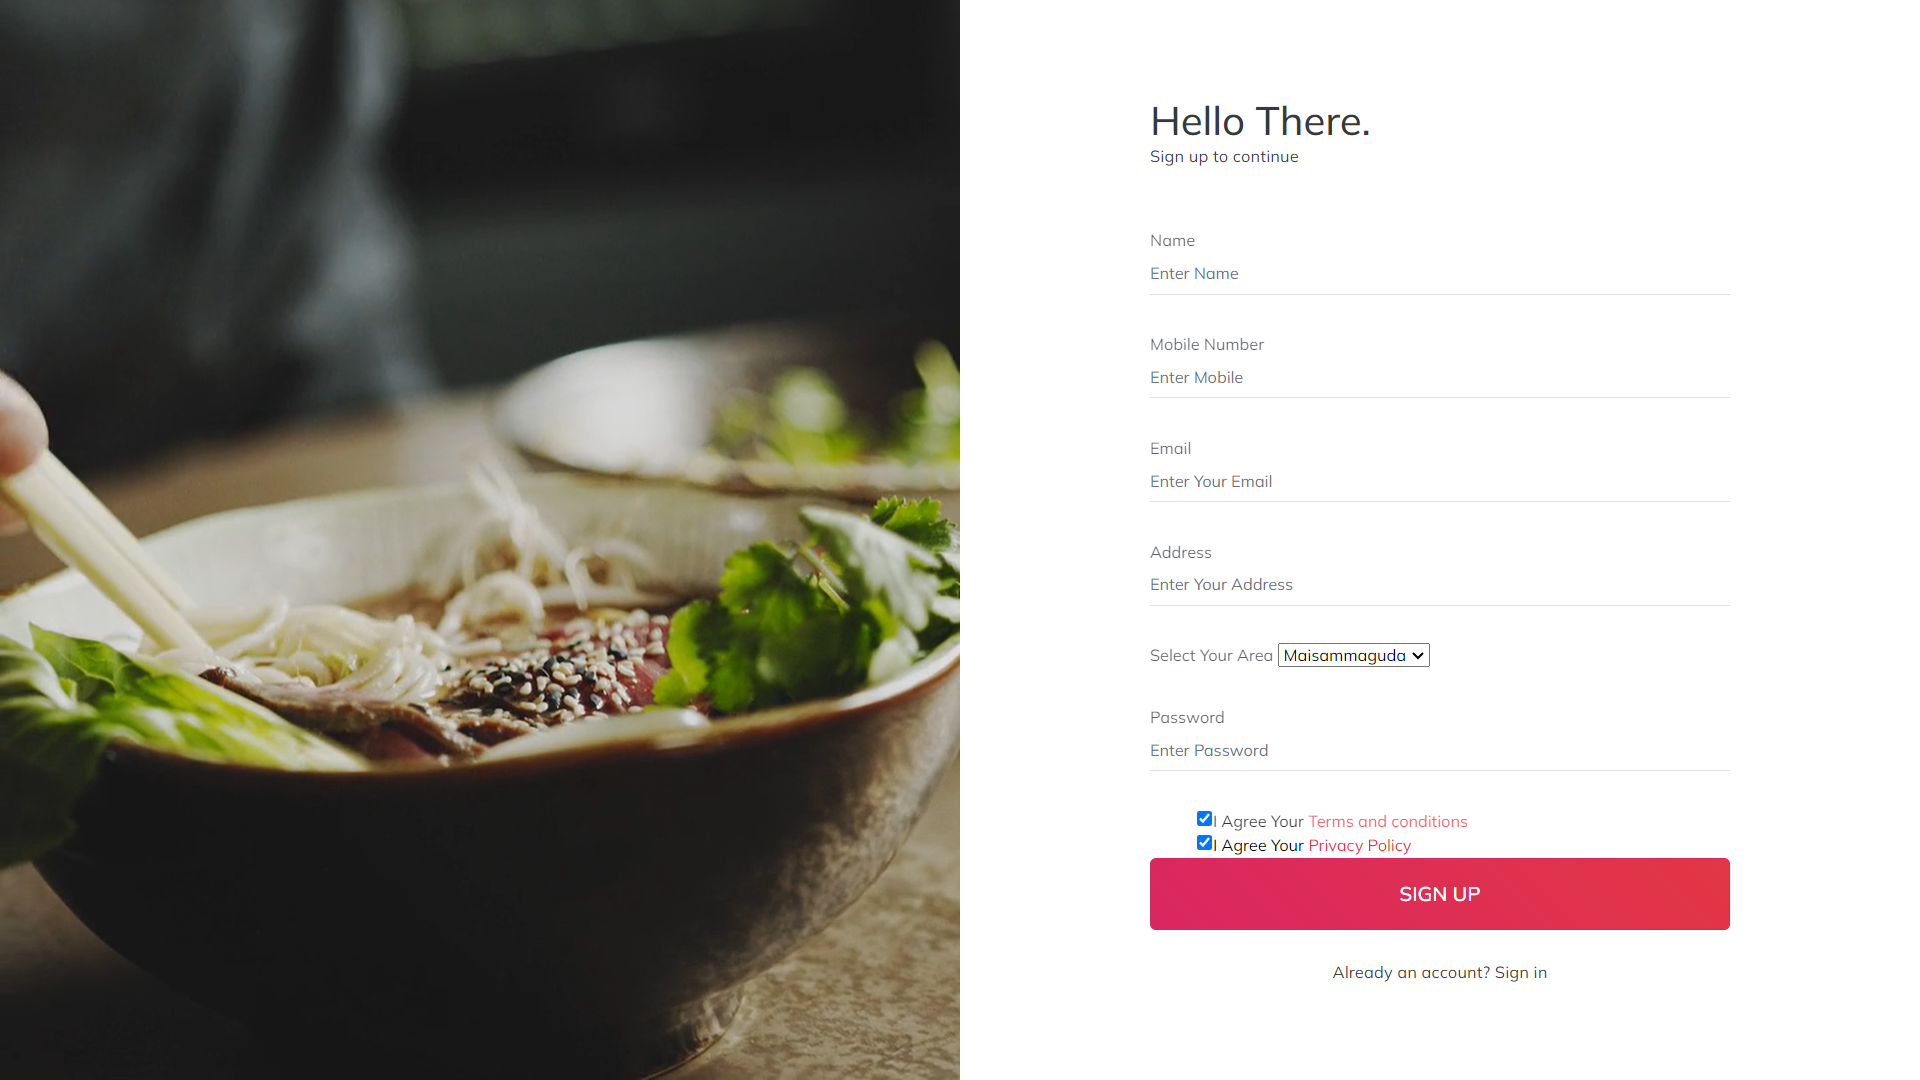 Hello There.
Sign up to continue
Name
Enter Name
Mobile Number
Enter Mobile
Email
Enter Your Email
Address
Enter Your Address
Select Your Area Maisammaguda
Password
Enter Password
I Agree Your Terms and conditions
I Agree Your Privacy Policy
SIGN UP
Already an account? Sign in